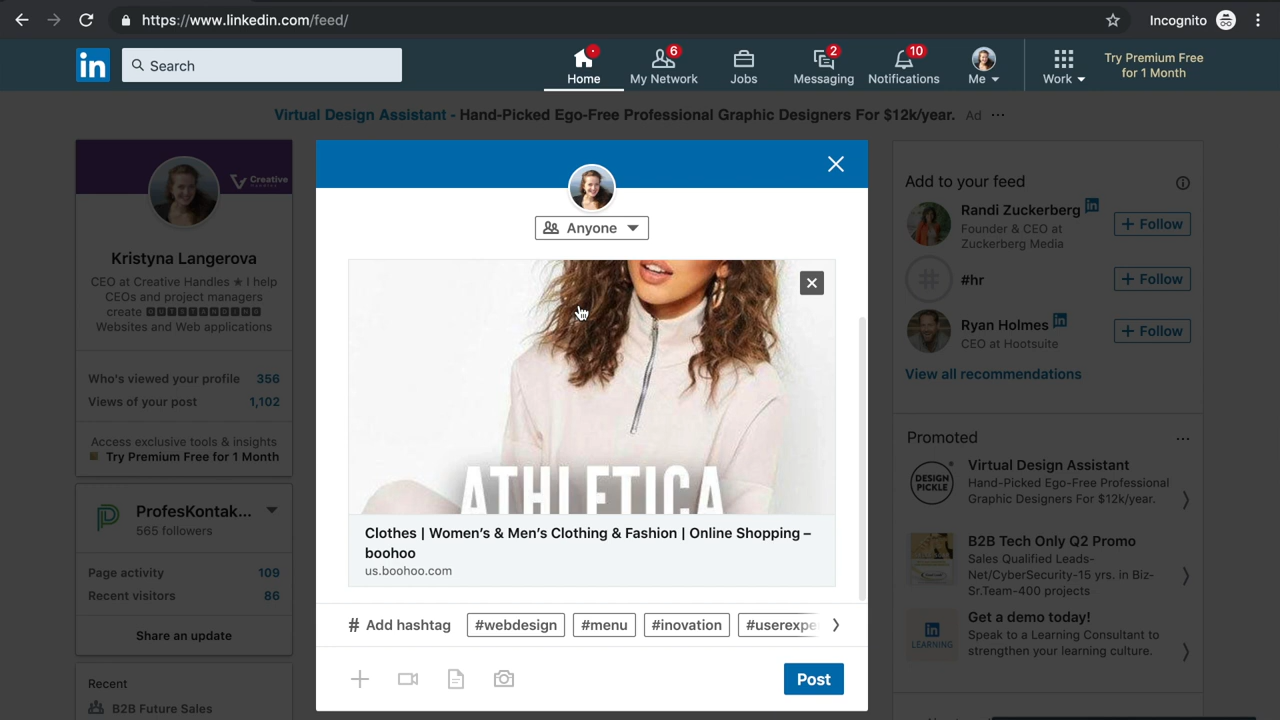 https://www.linkedin.com/feed/
Incognito
in
Search
Home
6
My Network
Jobs
2
Messaging
10
Notifications
Me
Work
Try Premium Free
for 1 Month
Virtual Design Assistant - Hand-Picked Ego-Free Professional Graphic Designers For $12k/year. Ad ···
Creative
Kristyna Langerova
CEO at Creative Handles ★ I help
CEOs and project managers
create 🅾🆄🆃🆂🆃🅰🅽🅳🅸🅽🅶
Websites and Web applications
Who's viewed your profile 356
Views of your post 1,102
Access exclusive tools & insights
Try Premium Free for 1 Month
ProfesKontak...
565 followers
Page activity 109
Recent visitors 86
Share an update
Recent
B2B Future Sales
Anyone
ATHLETICA
Clothes | Women's & Men's Clothing & Fashion | Online Shopping –
boohoo
us.boohoo.com
# Add hashtag
#webdesign
#menu
#inovation
#userexpe
Post
Add to your feed
Randi Zuckerberg in
Founder & CEO at
Zuckerberg Media
+ Follow
#
#hr
+ Follow
Ryan Holmes in
CEO at Hootsuite
+ Follow
View all recommendations
Promoted
DESIGN
PICKLE
Virtual Design Assistant
Hand-Picked Ego-Free Professional
Graphic Designers For $12k/year.
B2B Tech Only Q2 Promo
Sales Qualified Leads-
Net/CyberSecurity-15 yrs. in Biz-
Sr.Team-400 projects
in
LEARNING
Get a demo today!
Speak to a Learning Consultant to
strengthen your learning culture.